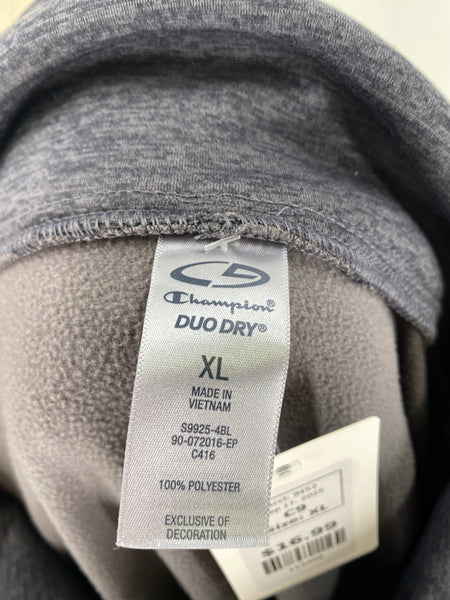 C9
Champion
DUO DRY®
XL
MADE IN
VIETNAM
S9925-4BL
90-072016-EP
C416
100% POLYESTER
EXCLUSIVE OF
DECORATION
C9
Size: XL
$16.99